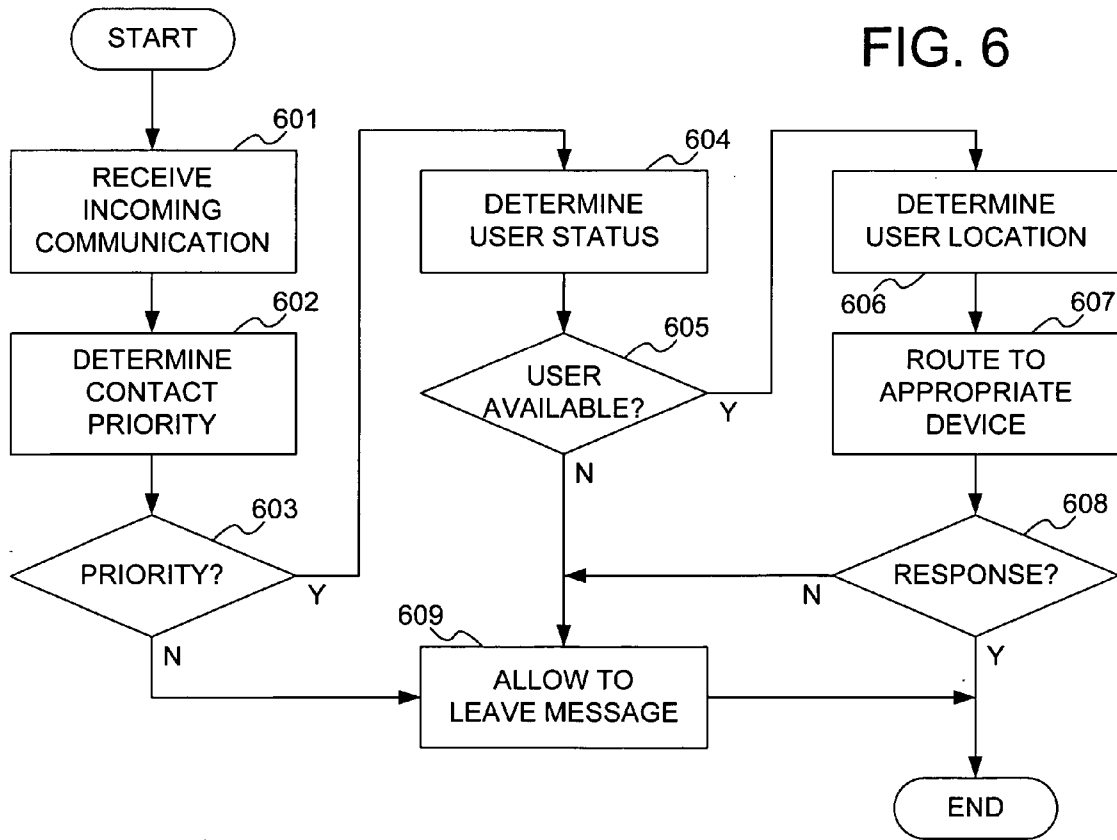 START
FIG. 6
601
RECEIVE
INCOMING
COMMUNICATION
602
DETERMINE
CONTACT
PRIORITY
603
PRIORITY?
Y
N
604
DETERMINE
USER STATUS
605
USER
AVAILABLE?
Y
N
DETERMINE
USER LOCATION
606
607
ROUTE TO
APPROPRIATE
DEVICE
608
RESPONSE?
N
Y
609
ALLOW TO
LEAVE MESSAGE
END